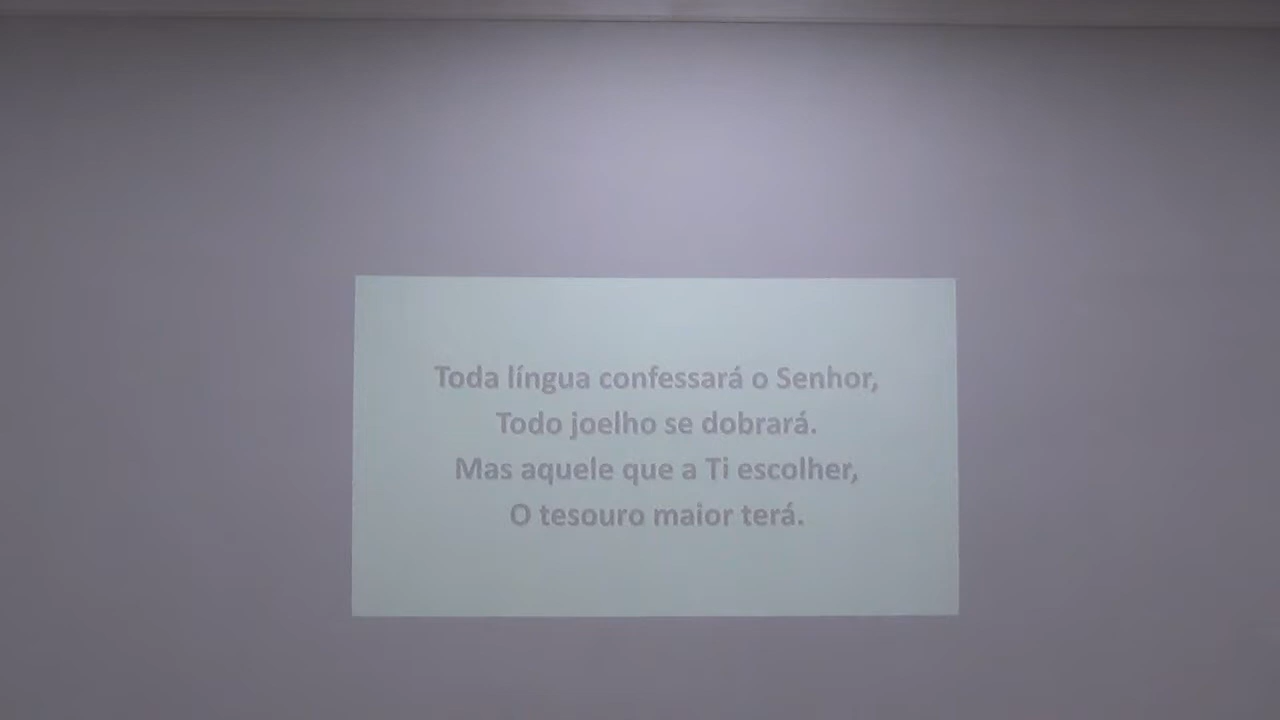 Toda língua confessará o Senhor,
Todo joelho se dobrará.
Mas aquele que a Ti escolher,
O tesouro maior terá.